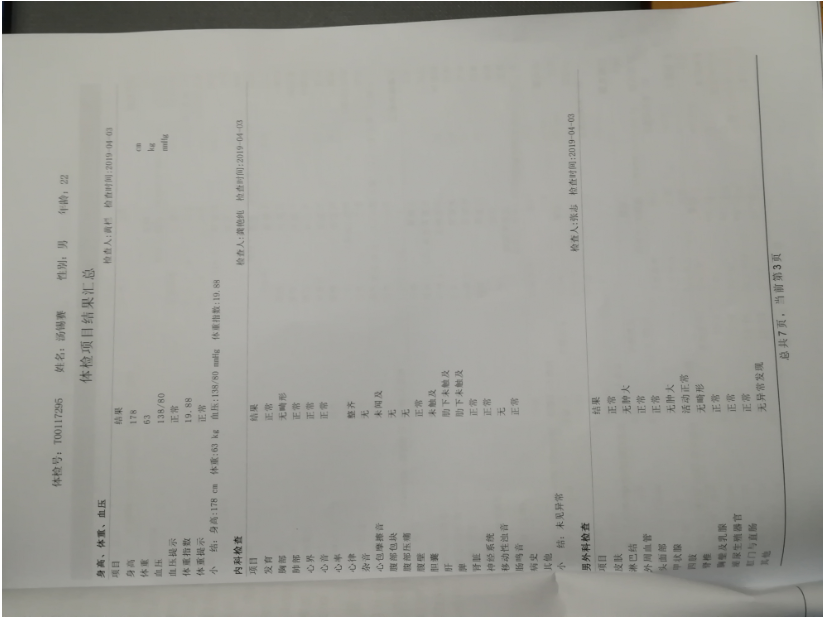 体检号：T00117295 姓名：汤锡赛 性别：男 年龄：22
体检项目结果汇总
身高、体重、血压 检查人:黄栏 检查时间:2019-04-03
项目 结果
身高 178 cm
体重 63 kg
血压 138/80 mmHg
血压提示 正常
体重指数 19.88
体重提示 正常
小 结: 身高:178 cm 体重:63 kg 血压:138/80 mmHg 体重指数:19.88
内科检查 检查人:龚艳纯 检查时间:2019-04-03
项目 结果
发育 正常
胸部 无畸形
肺部 正常
心界 正常
心音 正常
心率
心律 整齐
杂音 无
心包摩擦音 未闻及
腹部包块 无
腹部压痛 无
腹壁 正常
胆囊 未触及
肝 肋下未触及
脾 肋下未触及
肾脏 正常
神经系统 正常
移动性浊音 无
肠鸣音 正常
病史
其他
小 结: 未见异常
男外科检查 检查人:张志 检查时间:2019-04-03
项目 结果
皮肤 正常
淋巴结 无肿大
外周血管 正常
头面部 正常
甲状腺 无肿大
四肢 活动正常
脊椎 无畸形
胸壁及乳腺 正常
泌尿生殖器官 正常
肛门与直肠 正常
其他 无异常发现
总共7页，当前第3页